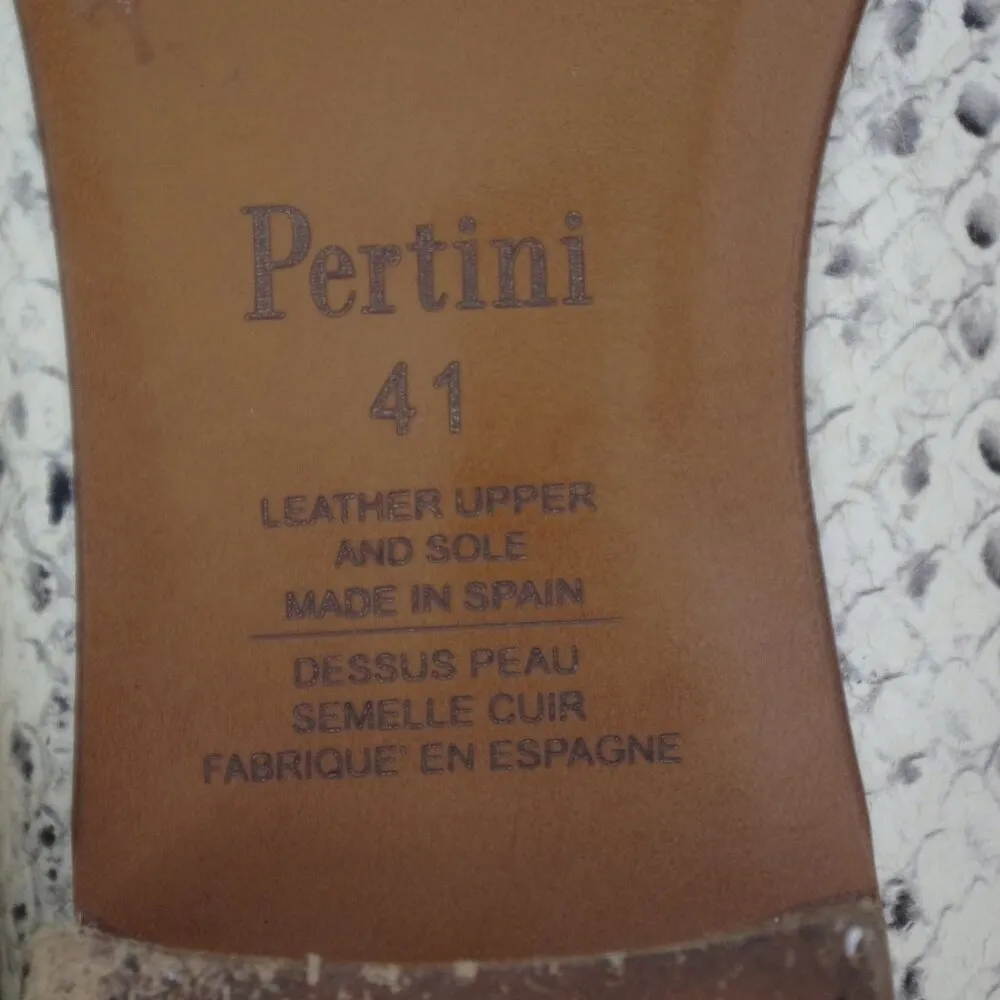 Pertini
41
LEATHER UPPER
AND SOLE
MADE IN SPAIN
DESSUS PEAU
SEMELLE CUIR
FABRIQUE' EN ESPAGNE